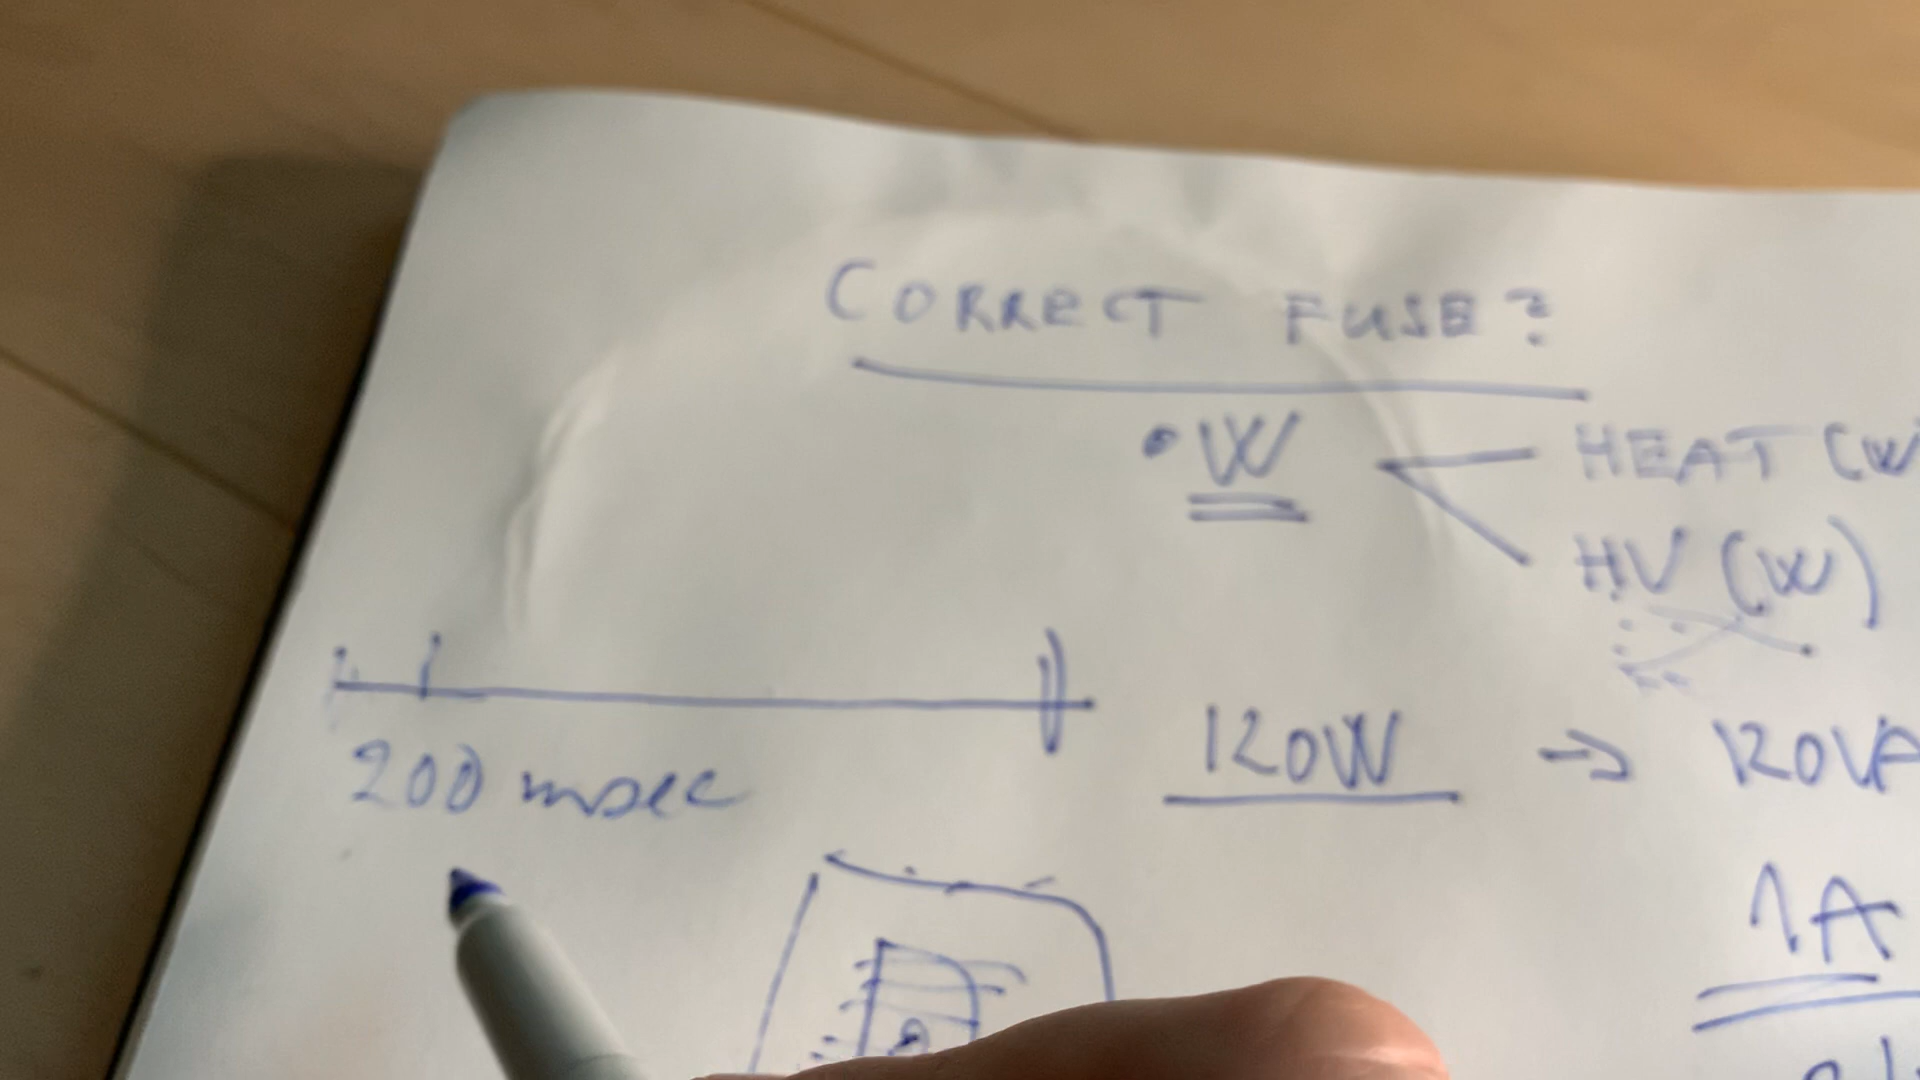 CORRECT FUSE?
• W
HEAT (W
HV (W)
200 msec
120W → 120VA
1A